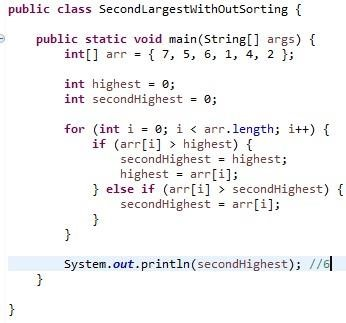 public class SecondLargestWithOutSorting {
public static void main(String[] args) {
int[] arr = { 7, 5, 6, 1, 4, 2 };
int highest = 0;
int secondHighest = 0;
for (int i = 0; i < arr.length; i++) {
if (arr[i] > highest) {
secondHighest = highest;
highest = arr[i];
} else if (arr[i] > secondHighest) {
secondHighest = arr[i];
}
}
System.out.println(secondHighest); //6
}
}